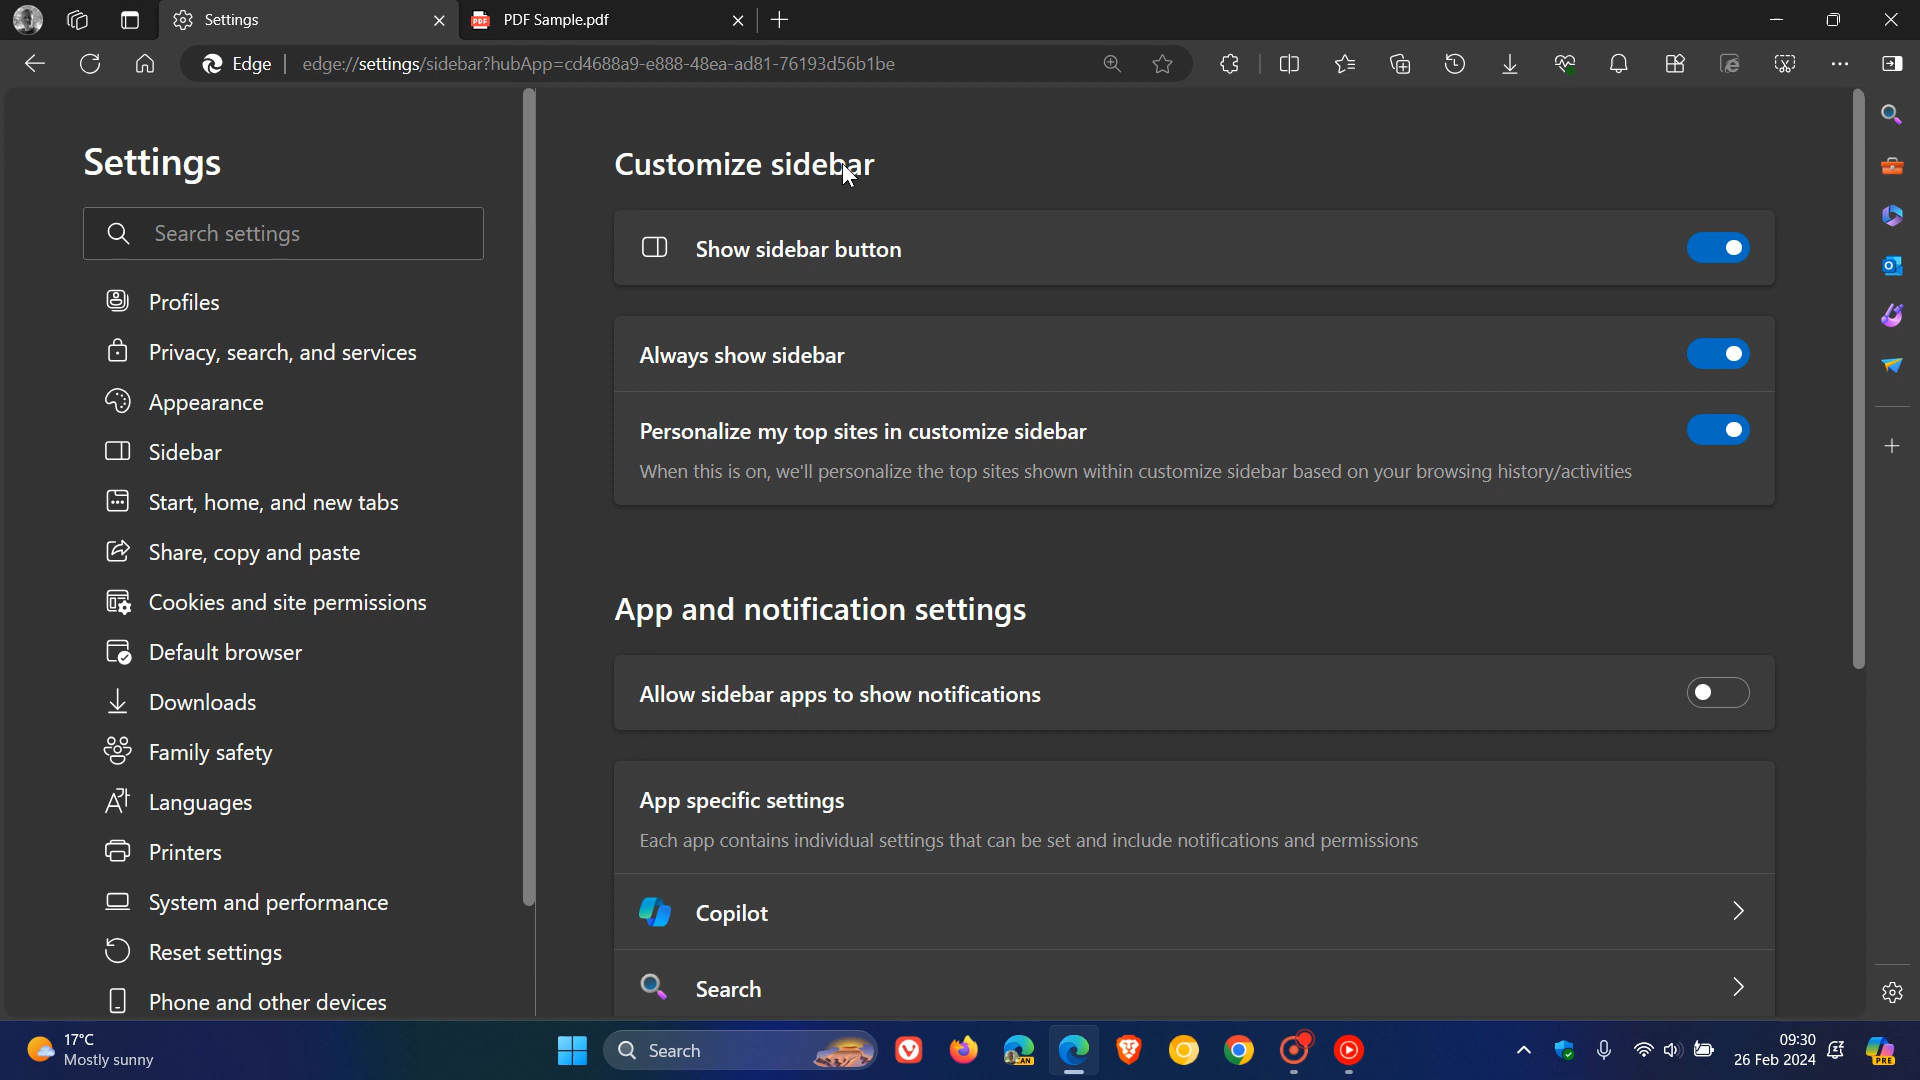 Settings
PDF Sample.pdf
Edge
edge://settings/sidebar?hubApp=cd4688a9-e888-48ea-ad81-76193d56b1be
Settings
Search settings
Profiles
Privacy, search, and services
Appearance
Sidebar
Start, home, and new tabs
Share, copy and paste
Cookies and site permissions
Default browser
Downloads
Family safety
Languages
Printers
System and performance
Reset settings
Phone and other devices
Customize sidebar
Show sidebar button
Always show sidebar
Personalize my top sites in customize sidebar
When this is on, we'll personalize the top sites shown within customize sidebar based on your browsing history/activities
App and notification settings
Allow sidebar apps to show notifications
App specific settings
Each app contains individual settings that can be set and include notifications and permissions
Copilot
Search
17°C
Mostly sunny
Search
CAN
09:30
26 Feb 2024
PRE